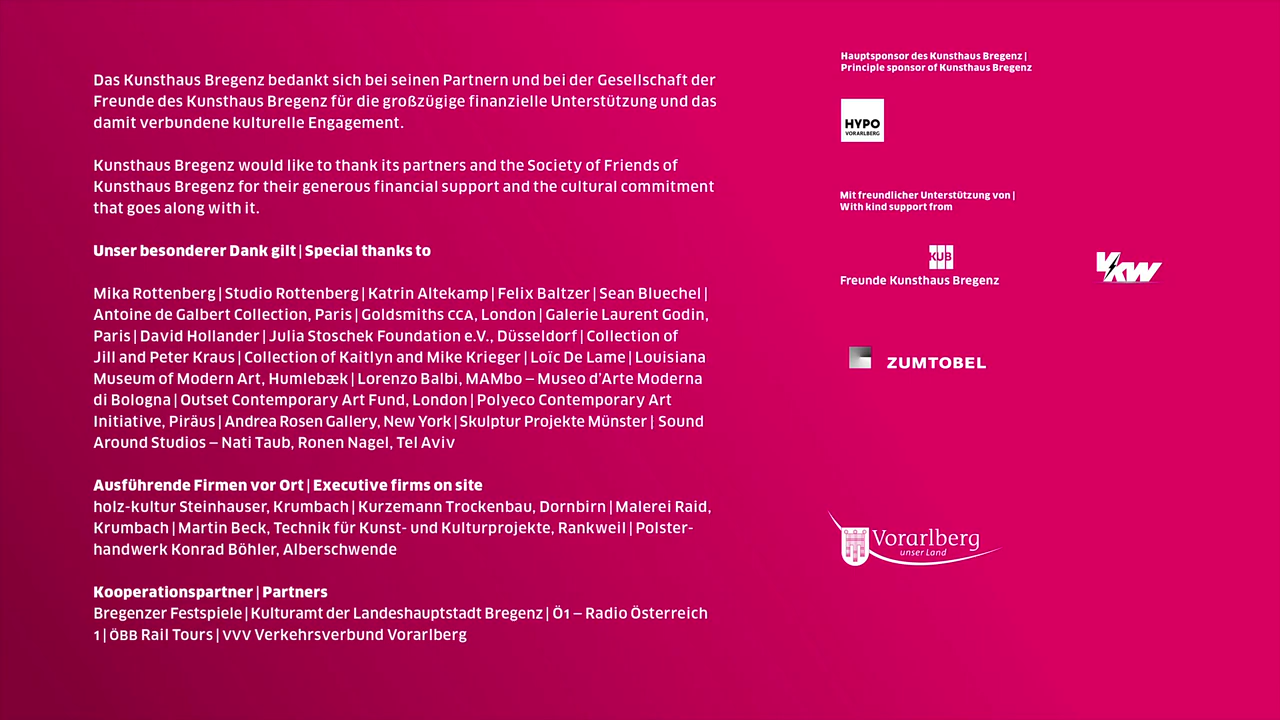 Das Kunsthaus Bregenz bedankt sich bei seinen Partnern und bei der Gesellschaft der
Freunde des Kunsthaus Bregenz für die großzügige finanzielle Unterstützung und das
damit verbundene kulturelle Engagement.
Kunsthaus Bregenz would like to thank its partners and the Society of Friends of
Kunsthaus Bregenz for their generous financial support and the cultural commitment
that goes along with it.
Unser besonderer Dank gilt | Special thanks to
Mika Rottenberg | Studio Rottenberg | Katrin Altekamp | Felix Baltzer | Sean Bluechel |
Antoine de Galbert Collection, Paris | Goldsmiths CCA, London | Galerie Laurent Godin,
Paris | David Hollander | Julia Stoschek Foundation e.V., Düsseldorf | Collection of
Jill and Peter Kraus | Collection of Kaitlyn and Mike Krieger | Loïc De Lame | Louisiana
Museum of Modern Art, Humlebæk | Lorenzo Balbi, MAMbo – Museo d'Arte Moderna
di Bologna | Outset Contemporary Art Fund, London | Polyeco Contemporary Art
Initiative, Piräus | Andrea Rosen Gallery, New York | Skulptur Projekte Münster | Sound
Around Studios – Nati Taub, Ronen Nagel, Tel Aviv
Ausführende Firmen vor Ort | Executive firms on site
holz-kultur Steinhauser, Krumbach | Kurzemann Trockenbau, Dornbirn | Malerei Raid,
Krumbach | Martin Beck, Technik für Kunst- und Kulturprojekte, Rankweil | Polster-
handwerk Konrad Böhler, Alberschwende
Kooperationspartner | Partners
Bregenzer Festspiele | Kulturamt der Landeshauptstadt Bregenz | Ö1 – Radio Österreich
1 | ÖBB Rail Tours | VVV Verkehrsverbund Vorarlberg
Hauptsponsor des Kunsthaus Bregenz |
Principle sponsor of Kunsthaus Bregenz
HYPO
VORARLBERG
Mit freundlicher Unterstützung von |
With kind support from
KUB
Freunde Kunsthaus Bregenz
VKW
ZUMTOBEL
Vorarlberg
unser Land